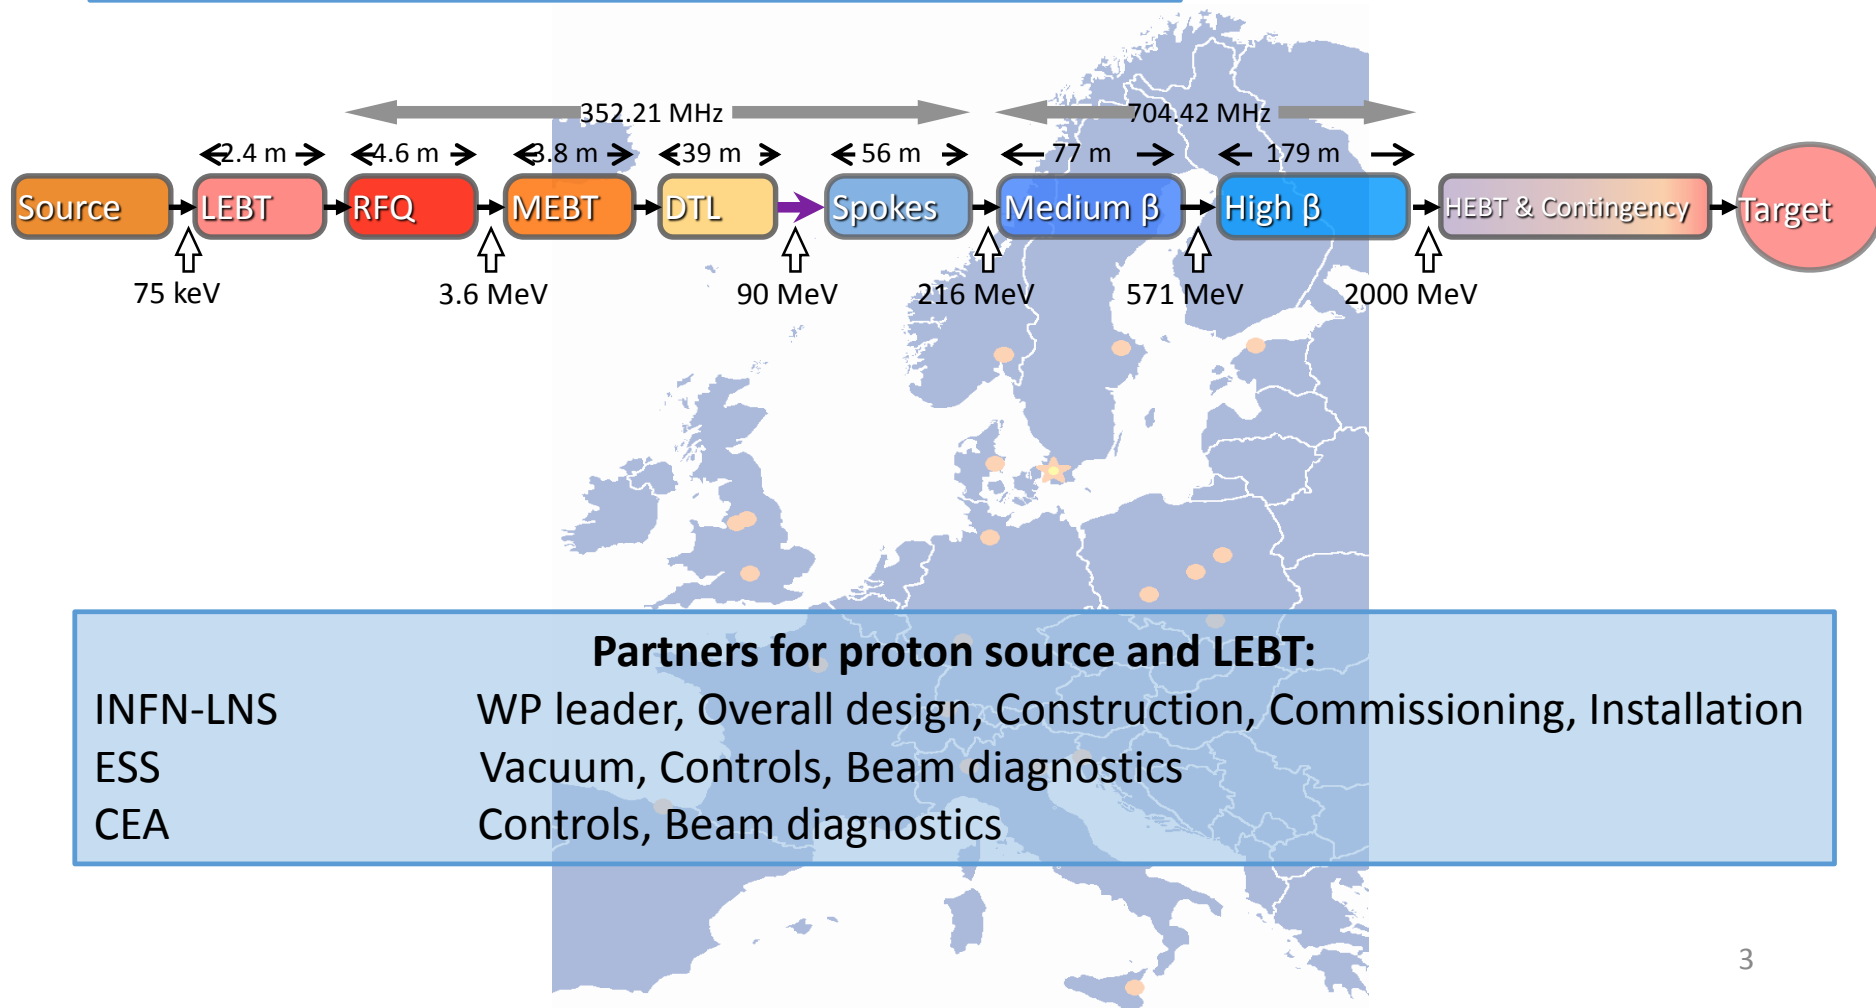 352.21 MHz 704.42 MHz
2.4 m 4.6 m 3.8 m 39 m 56 m 77 m 179 m
Source LEBT RFQ MEBT DTL Spokes Medium β High β HEBT & Contingency Target
75 keV 3.6 MeV 90 MeV 216 MeV 571 MeV 2000 MeV
Partners for proton source and LEBT:
INFN-LNS WP leader, Overall design, Construction, Commissioning, Installation
ESS Vacuum, Controls, Beam diagnostics
CEA Controls, Beam diagnostics
3